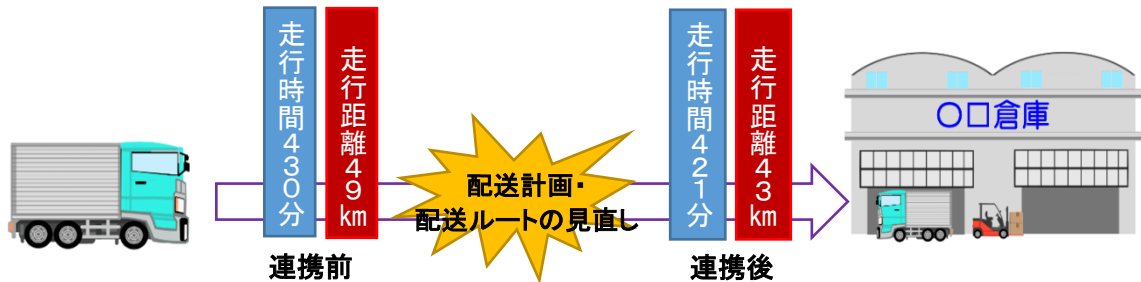 走行時間430分
走行距離49km
連携前
配送計画・
配送ルートの見直し
走行時間421分
走行距離43km
連携後
〇口倉庫